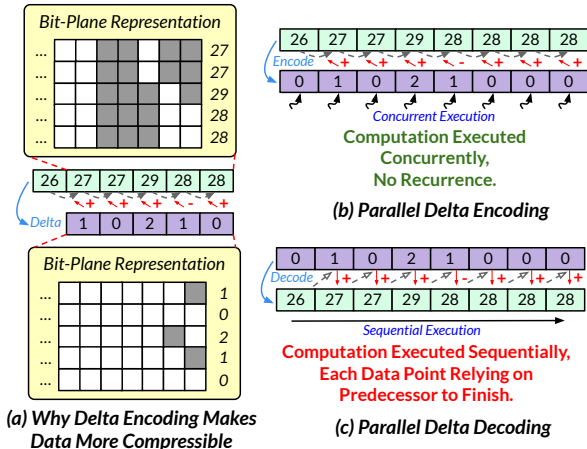 Bit-Plane Representation
... 27
... 27
... 29
... 28
... 28
26 27 27 29 28 28
+ + + - +
Delta 1 0 2 1 0
Bit-Plane Representation
... 1
... 0
... 2
... 1
... 0
(a) Why Delta Encoding Makes
Data More Compressible
26 27 27 29 28 28 28 28
Encode + + + - + + +
0 1 0 2 1 0 0 0
Concurrent Execution
Computation Executed
Concurrently,
No Recurrence.
(b) Parallel Delta Encoding
0 1 0 2 1 0 0 0
Decode + + + - + + +
26 27 27 29 28 28 28 28
Sequential Execution
Computation Executed Sequentially,
Each Data Point Relying on
Predecessor to Finish.
(c) Parallel Delta Decoding